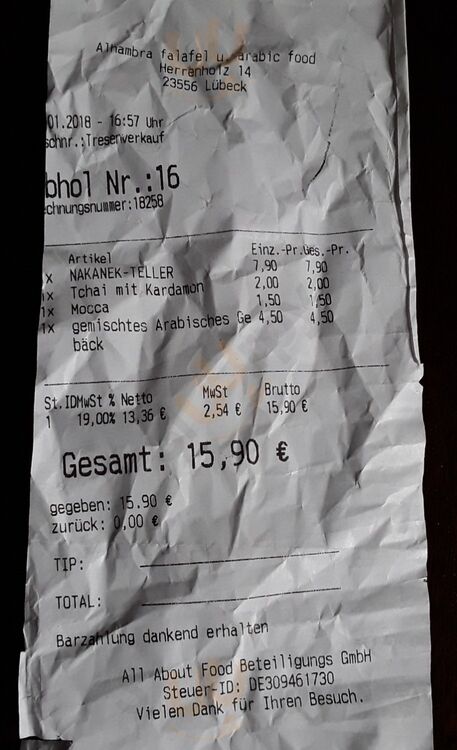 Alhambra falafel u. arabic food
Herrenholz 14
23556 Lübeck
01.2018 - 16:57 Uhr
schnr.:Tresenverkauf
bhol Nr.:16
chnungsnummer:18258
Artikel Einz.-Pr.Ges.-Pr.
x NAKANEK-TELLER 7,90 7,90
1x Tchai mit Kardamon 2,00 2,00
1x Mocca 1,50 1,50
1x gemischtes Arabisches Ge 4,50 4,50
bäck
St.IDMwSt % Netto MwSt Brutto
1 19,00% 13,36 € 2,54 € 15,90 €
Gesamt: 15,90 €
gegeben: 15.90 €
zurück: 0,00 €
TIP:
TOTAL:
Barzahlung dankend erhalten
All About Food Beteiligungs GmbH
Steuer-ID: DE309461730
Vielen Dank für Ihren Besuch.